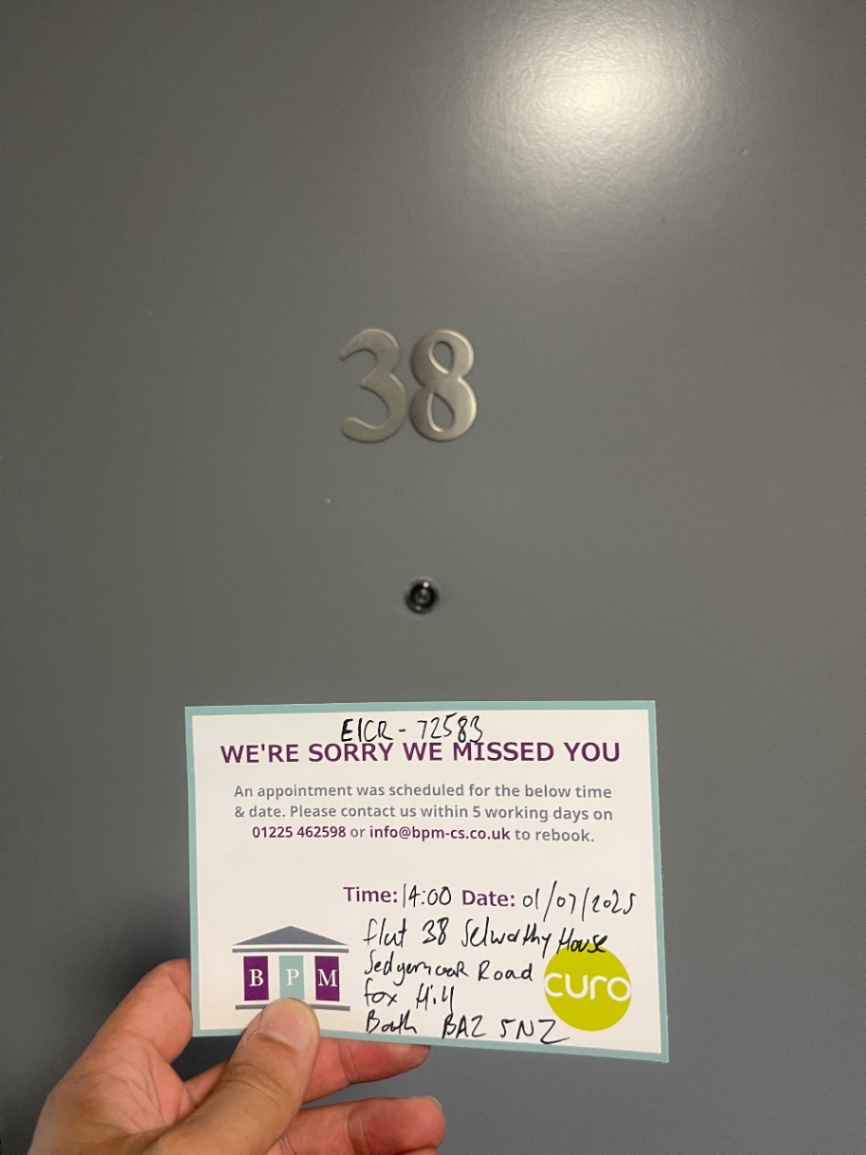 38
EICR - 72583
WE'RE SORRY WE MISSED YOU
An appointment was scheduled for the below time
& date. Please contact us within 5 working days on
01225 462598 or info@bpm-cs.co.uk to rebook.
Time: 14:00 Date: 01/07/2025
flat 38 Selworthy House
Sedgemoor Road
Fox Hill
Bath BA2 5NZ
B P M
curo